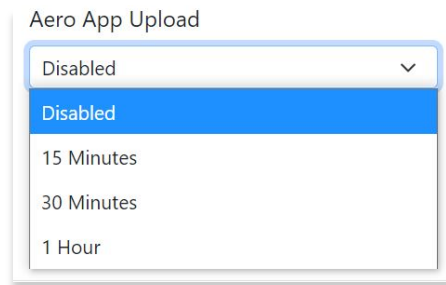 Aero App Upload
Disabled
Disabled
15 Minutes
30 Minutes
1 Hour